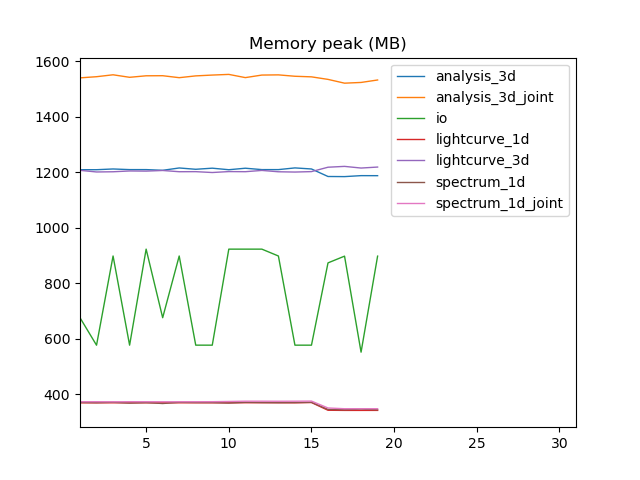 Memory peak (MB)
1600
1400
1200
1000
800
600
400
5
10
15
20
25
30
analysis_3d
analysis_3d_joint
io
lightcurve_1d
lightcurve_3d
spectrum_1d
spectrum_1d_joint